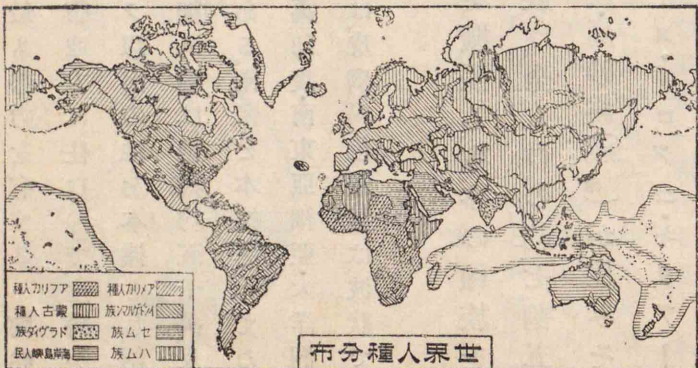 世界人種分布
アメリカ人種
アフリカ人種
インドゲルマン族
蒙古人種
セム族
ドラヴィダ族
ハム族
海岸島嶼人民